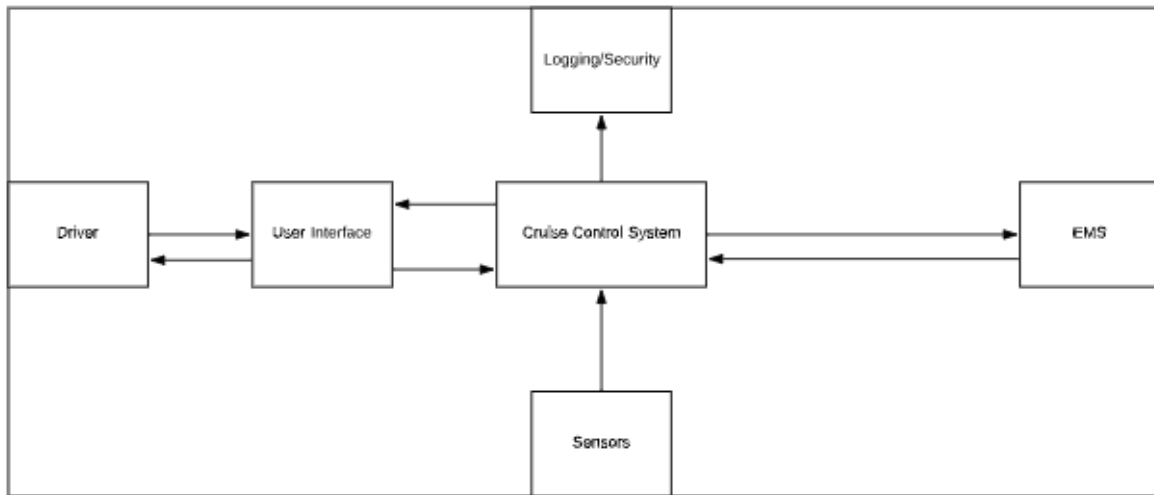 Logging/Security
Driver
User Interface
Cruise Control System
EMS
Sensors